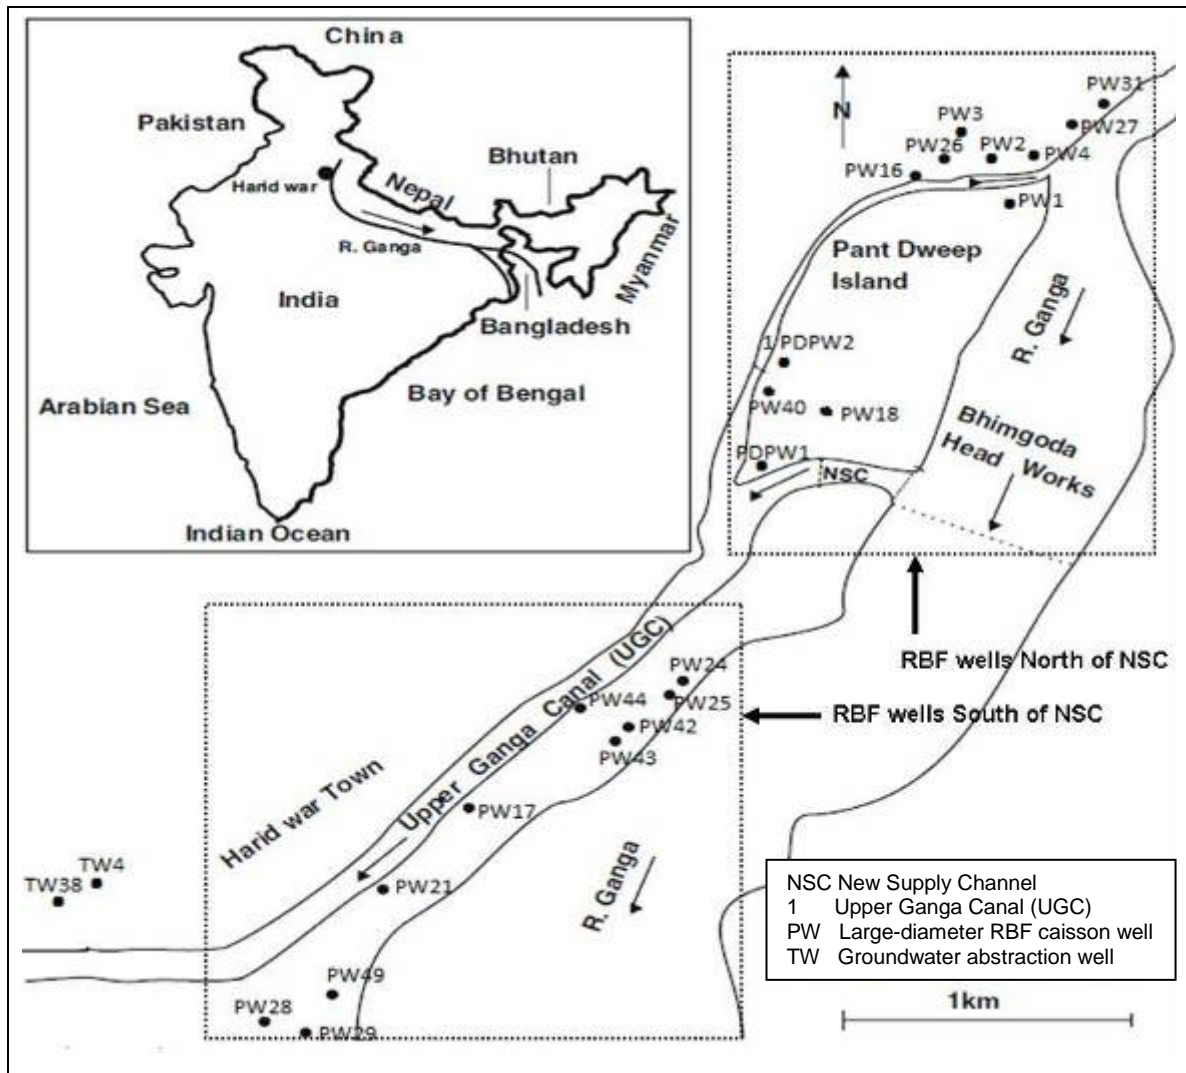 China
Pakistan
Bhutan
Harid war
Nepal
R. Ganga
Myanmar
India
Bangladesh
Bay of Bengal
Arabian Sea
Indian Ocean
N
PW31
PW3
PW27
PW26
PW2
PW4
PW16
PW1
Pant Dweep
Island
R. Ganga
1 PDPW2
PW40
PW18
Bhimgoda
Head Works
PDPW1
NSC
RBF wells North of NSC
Upper Ganga Canal (UGC)
PW24
PW25
PW44
RBF wells South of NSC
PW42
PW43
Harid war Town
PW17
R. Ganga
TW4
TW38
PW21
PW49
PW28
PW29
NSC New Supply Channel
1 Upper Ganga Canal (UGC)
PW Large-diameter RBF caisson well
TW Groundwater abstraction well
1km